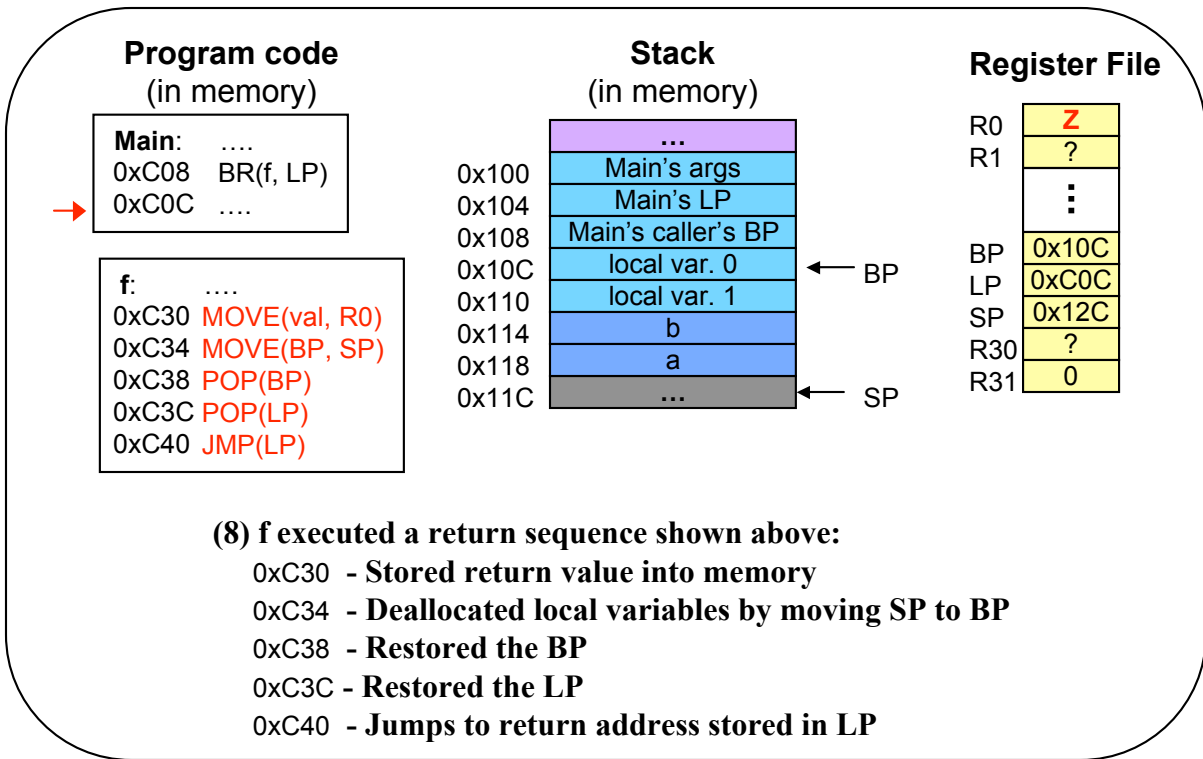 Program code
(in memory)
Main: ....
0xC08 BR(f, LP)
0xC0C ....
f: ....
0xC30 MOVE(val, R0)
0xC34 MOVE(BP, SP)
0xC38 POP(BP)
0xC3C POP(LP)
0xC40 JMP(LP)
Stack
(in memory)
...
0x100 Main's args
0x104 Main's LP
0x108 Main's caller's BP
0x10C local var. 0 BP
0x110 local var. 1
0x114 b
0x118 a
0x11C ... SP
Register File
R0 Z
R1 ?
⋮
BP 0x10C
LP 0xC0C
SP 0x12C
R30 ?
R31 0
(8) f executed a return sequence shown above:
0xC30 - Stored return value into memory
0xC34 - Deallocated local variables by moving SP to BP
0xC38 - Restored the BP
0xC3C - Restored the LP
0xC40 - Jumps to return address stored in LP